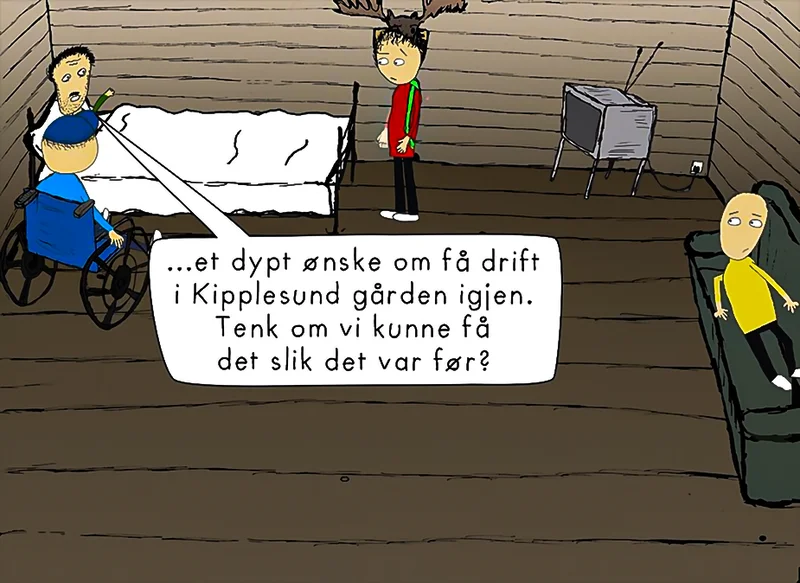 ...et dypt ønske om få drift
i Kipplesund gården igjen.
Tenk om vi kunne få
det slik det var før?